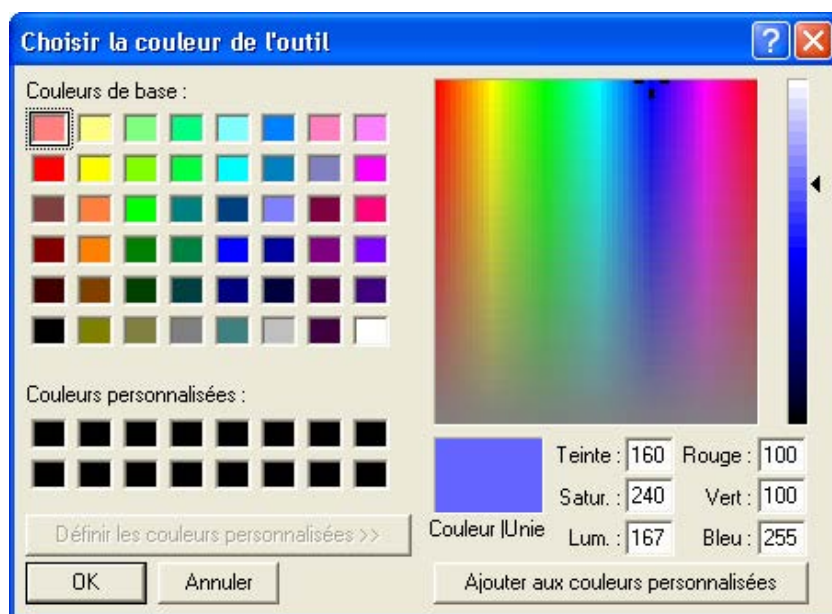 Choisir la couleur de l'outil
Couleurs de base :
Couleurs personnalisées :
Définir les couleurs personnalisées >>
OK
Annuler
Couleur |Unie
Teinte : 160
Rouge : 100
Satur. : 240
Vert : 100
Lum. : 167
Bleu : 255
Ajouter aux couleurs personnalisées